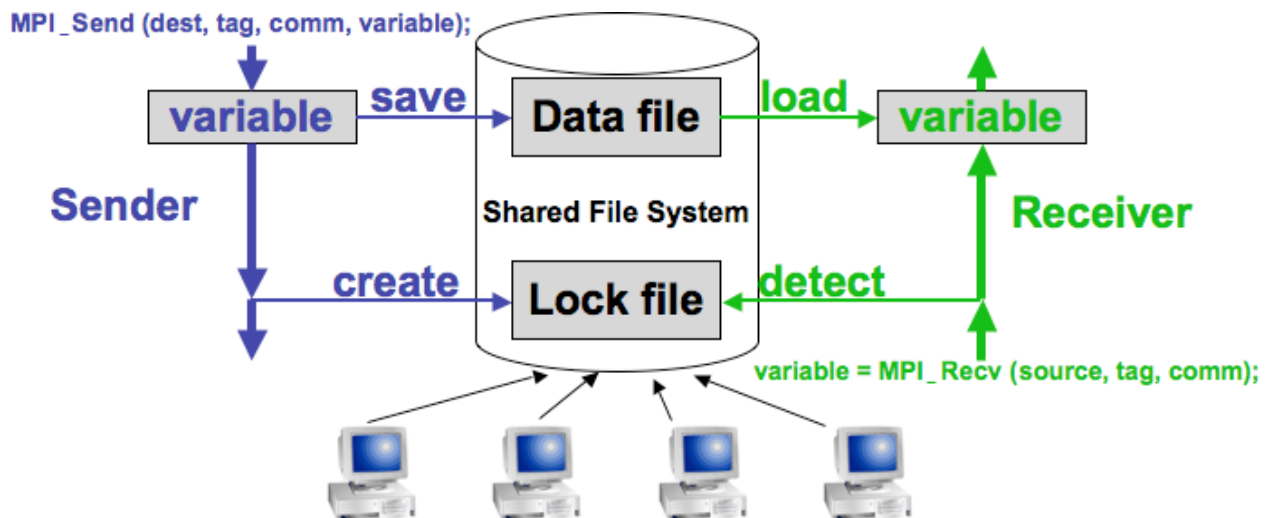 MPI_Send (dest, tag, comm, variable);
variable
save
Data file
load
variable
Sender
Shared File System
Receiver
create
Lock file
detect
variable = MPI_Recv (source, tag, comm);